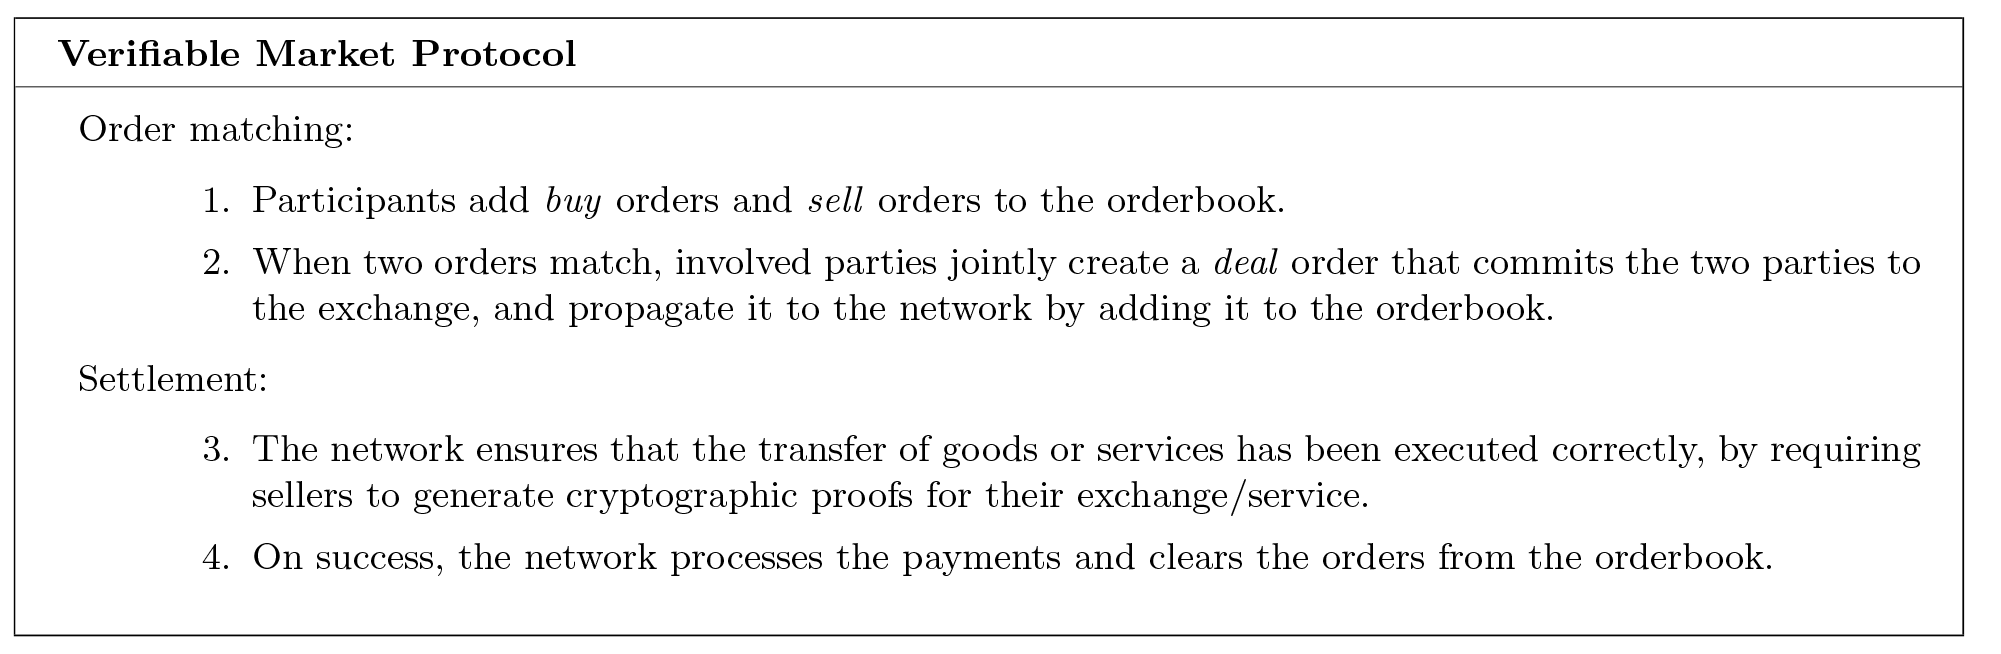 Verifiable Market Protocol
Order matching:
1. Participants add buy orders and sell orders to the orderbook.
2. When two orders match, involved parties jointly create a deal order that commits the two parties to
the exchange, and propagate it to the network by adding it to the orderbook.
Settlement:
3. The network ensures that the transfer of goods or services has been executed correctly, by requiring
sellers to generate cryptographic proofs for their exchange/service.
4. On success, the network processes the payments and clears the orders from the orderbook.